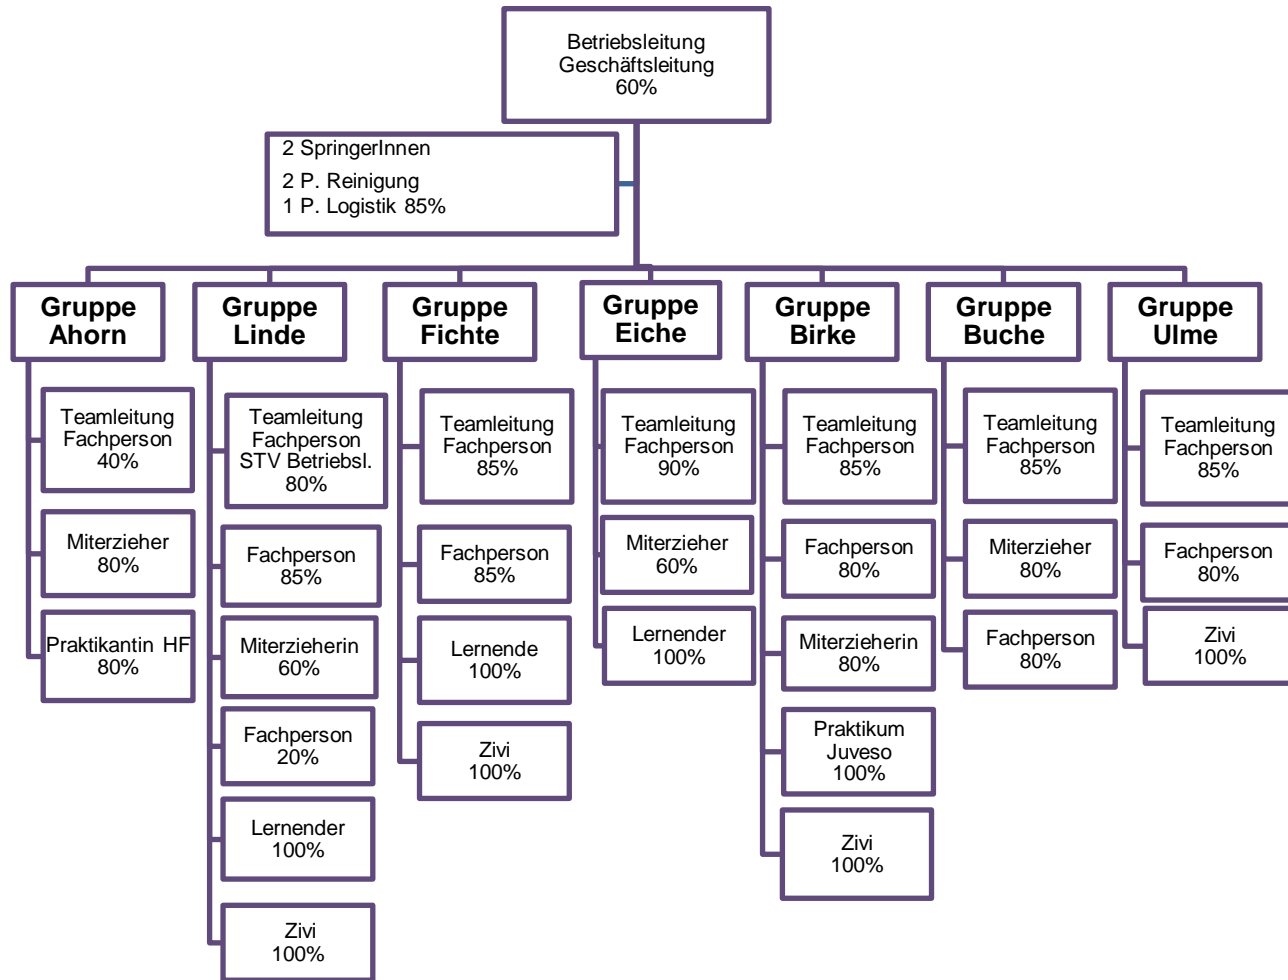 Betriebsleitung
Geschäftsleitung
60%
2 SpringerInnen
2 P. Reinigung
1 P. Logistik 85%
Gruppe
Ahorn
Teamleitung
Fachperson
40%
Miterzieher
80%
Praktikantin HF
80%
Gruppe
Linde
Teamleitung
Fachperson
STV Betriebsl.
80%
Fachperson
85%
Miterzieherin
60%
Fachperson
20%
Lernender
100%
Zivi
100%
Gruppe
Fichte
Teamleitung
Fachperson
85%
Fachperson
85%
Lernende
100%
Zivi
100%
Gruppe
Eiche
Teamleitung
Fachperson
90%
Miterzieher
60%
Lernender
100%
Gruppe
Birke
Teamleitung
Fachperson
85%
Fachperson
80%
Miterzieherin
80%
Praktikum
Juveso
100%
Zivi
100%
Gruppe
Buche
Teamleitung
Fachperson
85%
Miterzieher
80%
Fachperson
80%
Gruppe
Ulme
Teamleitung
Fachperson
85%
Fachperson
80%
Zivi
100%